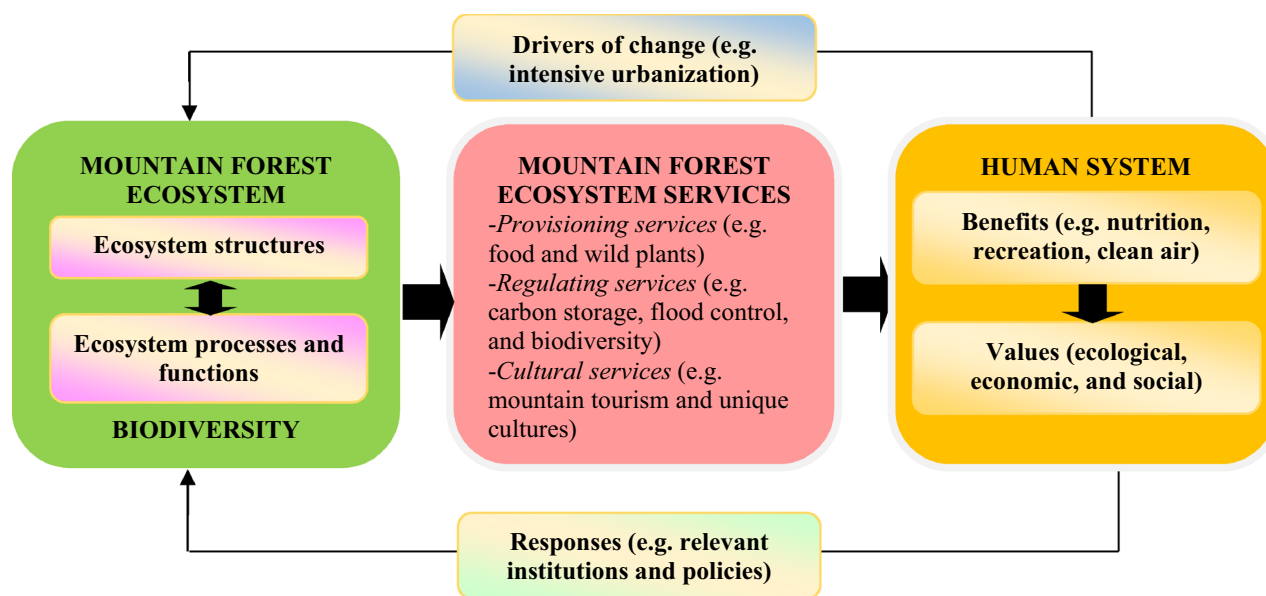 Drivers of change (e.g.
intensive urbanization)
MOUNTAIN FOREST
ECOSYSTEM
Ecosystem structures
Ecosystem processes and
functions
BIODIVERSITY
MOUNTAIN FOREST
ECOSYSTEM SERVICES
-Provisioning services (e.g.
food and wild plants)
-Regulating services (e.g.
carbon storage, flood control,
and biodiversity)
-Cultural services (e.g.
mountain tourism and unique
cultures)
HUMAN SYSTEM
Benefits (e.g. nutrition,
recreation, clean air)
Values (ecological,
economic, and social)
Responses (e.g. relevant
institutions and policies)